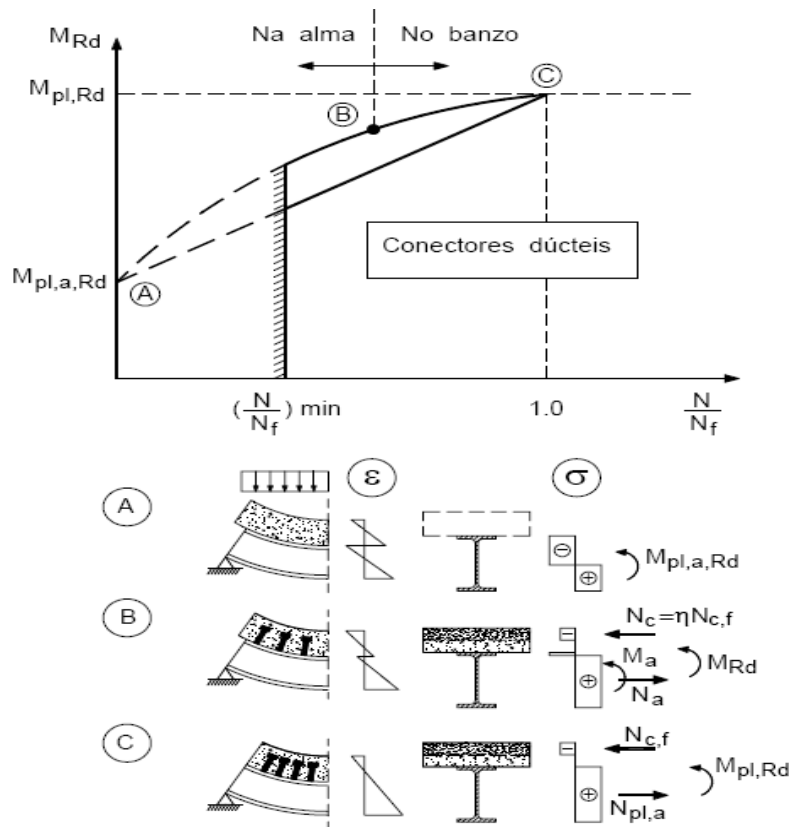 M_Rd
Na alma No banzo
M_pl,Rd
C
B
Conectores dúcteis
M_pl,a,Rd
A
(N/N_f) min
1.0
N/N_f
ε
σ
A
M_pl,a,Rd
B
N_c=ηN_c,f
M_a
M_Rd
N_a
C
N_c,f
M_pl,Rd
N_pl,a